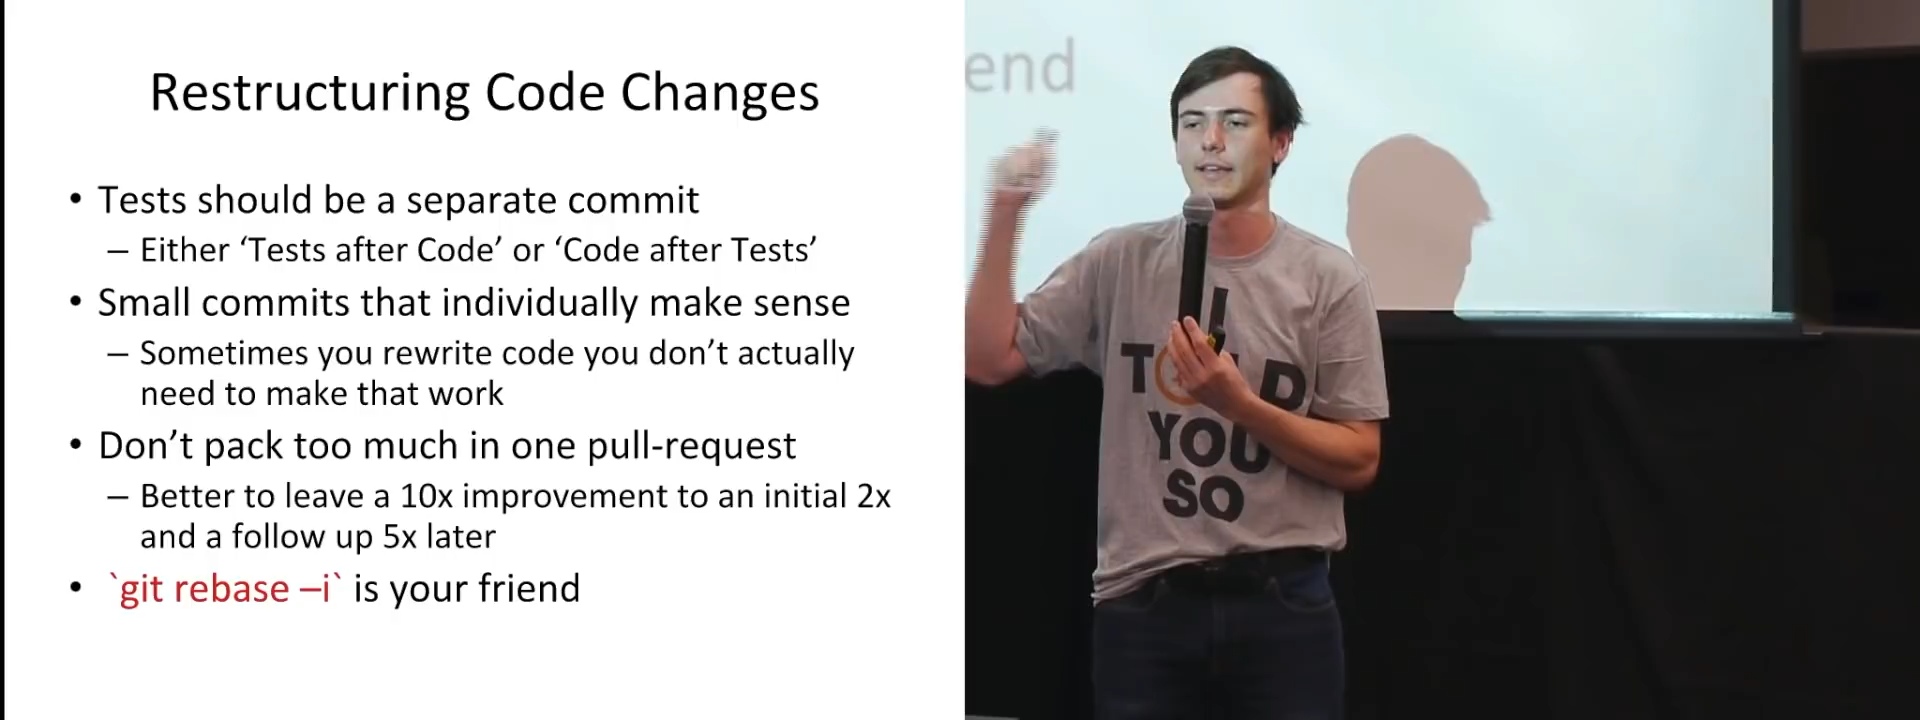 Restructuring Code Changes
• Tests should be a separate commit
– Either ‘Tests after Code’ or ‘Code after Tests’
• Small commits that individually make sense
– Sometimes you rewrite code you don’t actually
need to make that work
• Don’t pack too much in one pull-request
– Better to leave a 10x improvement to an initial 2x
and a follow up 5x later
• `git rebase –i` is your friend
end
I
TOLD
YOU
SO